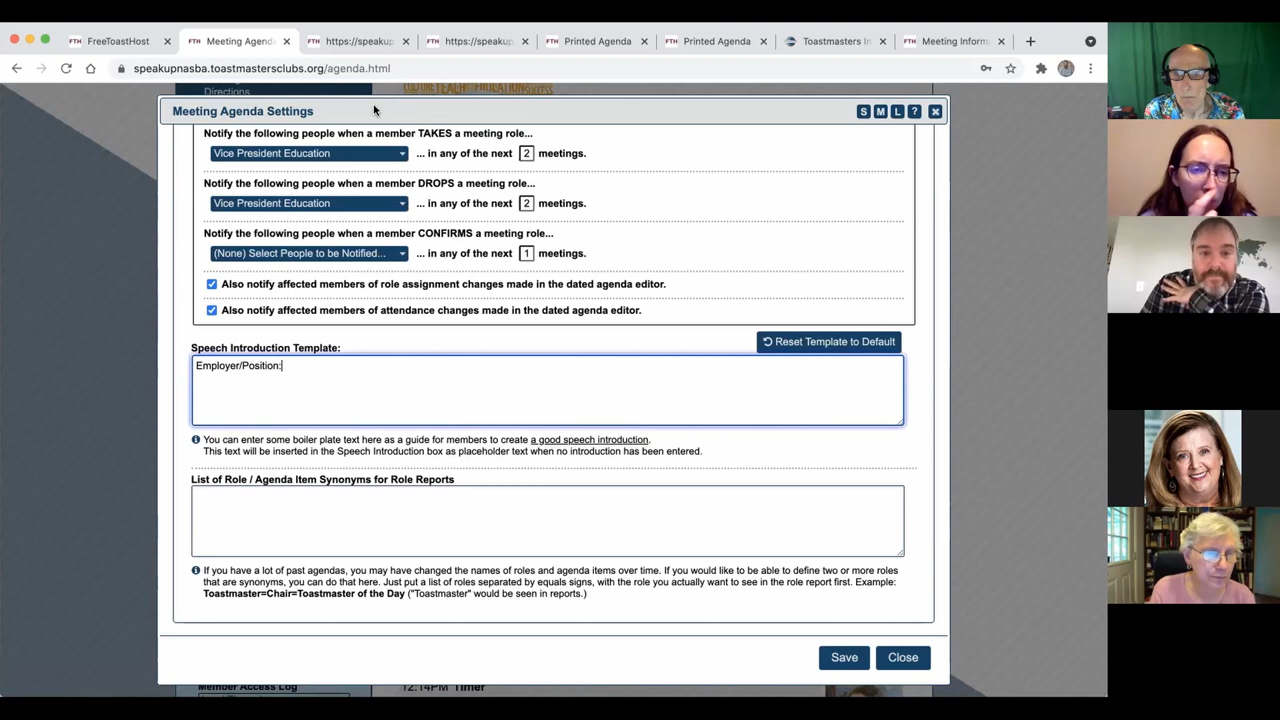 FreeToastHost
Meeting Agend
https://speakup
https://speakup
Printed Agenda
Printed Agenda
Toastmasters In
Meeting Inform
speakupnasba.toastmastersclubs.org/agenda.html
Directions
Meeting Agenda Settings
S M L ?
Notify the following people when a member TAKES a meeting role...
Vice President Education ... in any of the next 2 meetings.
Notify the following people when a member DROPS a meeting role...
Vice President Education ... in any of the next 2 meetings.
Notify the following people when a member CONFIRMS a meeting role...
(None) Select People to be Notified... ... in any of the next 1 meetings.
Also notify affected members of role assignment changes made in the dated agenda editor.
Also notify affected members of attendance changes made in the dated agenda editor.
Speech Introduction Template:
Reset Template to Default
Employer/Position:
You can enter some boiler plate text here as a guide for members to create a good speech introduction.
This text will be inserted in the Speech Introduction box as placeholder text when no introduction has been entered.
List of Role / Agenda Item Synonyms for Role Reports
If you have a lot of past agendas, you may have changed the names of roles and agenda items over time. If you would like to be able to define two or more roles
that are synonyms, you can do that here. Just put a list of roles separated by equals signs, with the role you actually want to see in the role report first. Example:
Toastmaster=Chair=Toastmaster of the Day ("Toastmaster" would be seen in reports.)
Save Close
Member Access Log
12:14PM Timer